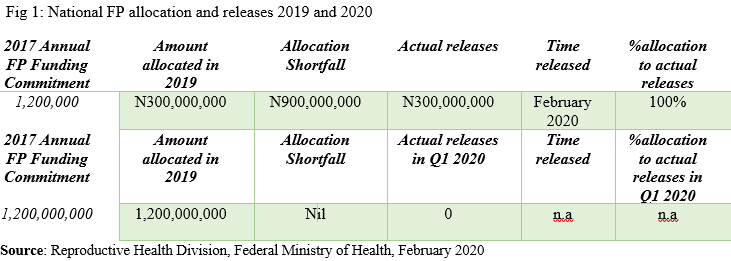 Fig 1: National FP allocation and releases 2019 and 2020
2017 Annual FP Funding Commitment | Amount allocated in 2019 | Allocation Shortfall | Actual releases | Time released | %allocation to actual releases
1,200,000 | N300,000,000 | N900,000,000 | N300,000,000 | February 2020 | 100%
2017 Annual FP Funding Commitment | Amount allocated in 2019 | Allocation Shortfall | Actual releases in Q1 2020 | Time released | %allocation to actual releases in Q1 2020
1,200,000,000 | 1,200,000,000 | Nil | 0 | n.a | n.a
Source: Reproductive Health Division, Federal Ministry of Health, February 2020